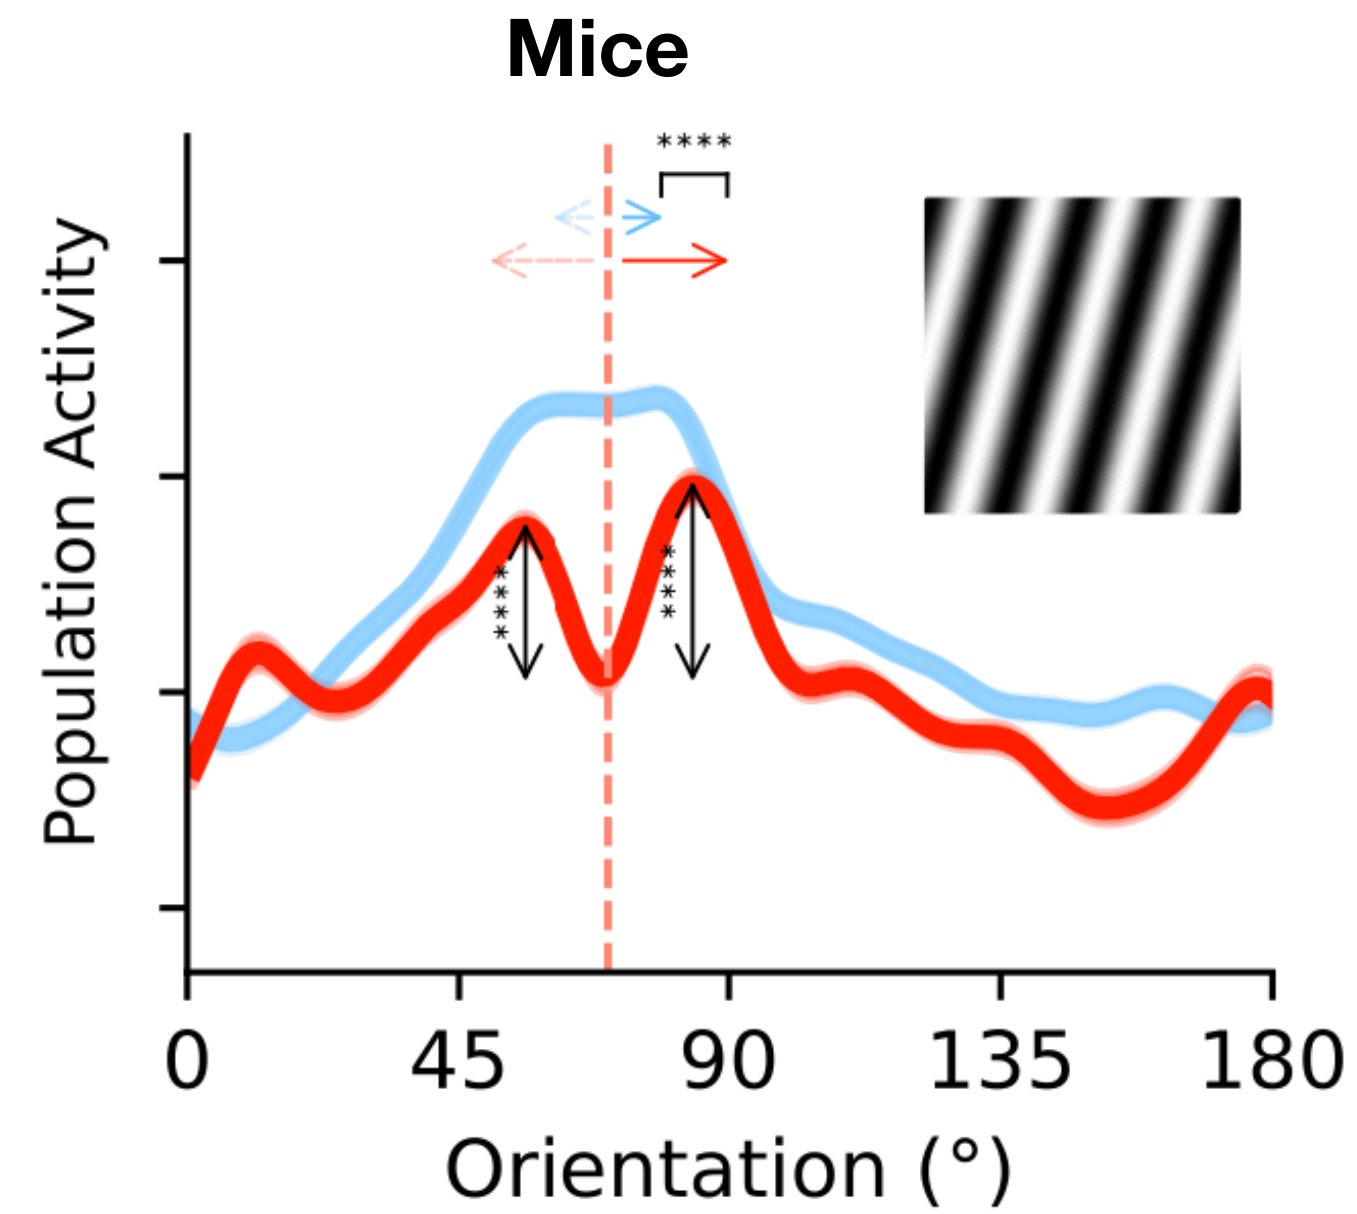 Mice
****
Population Activity
****
****
0 45 90 135 180
Orientation (°)